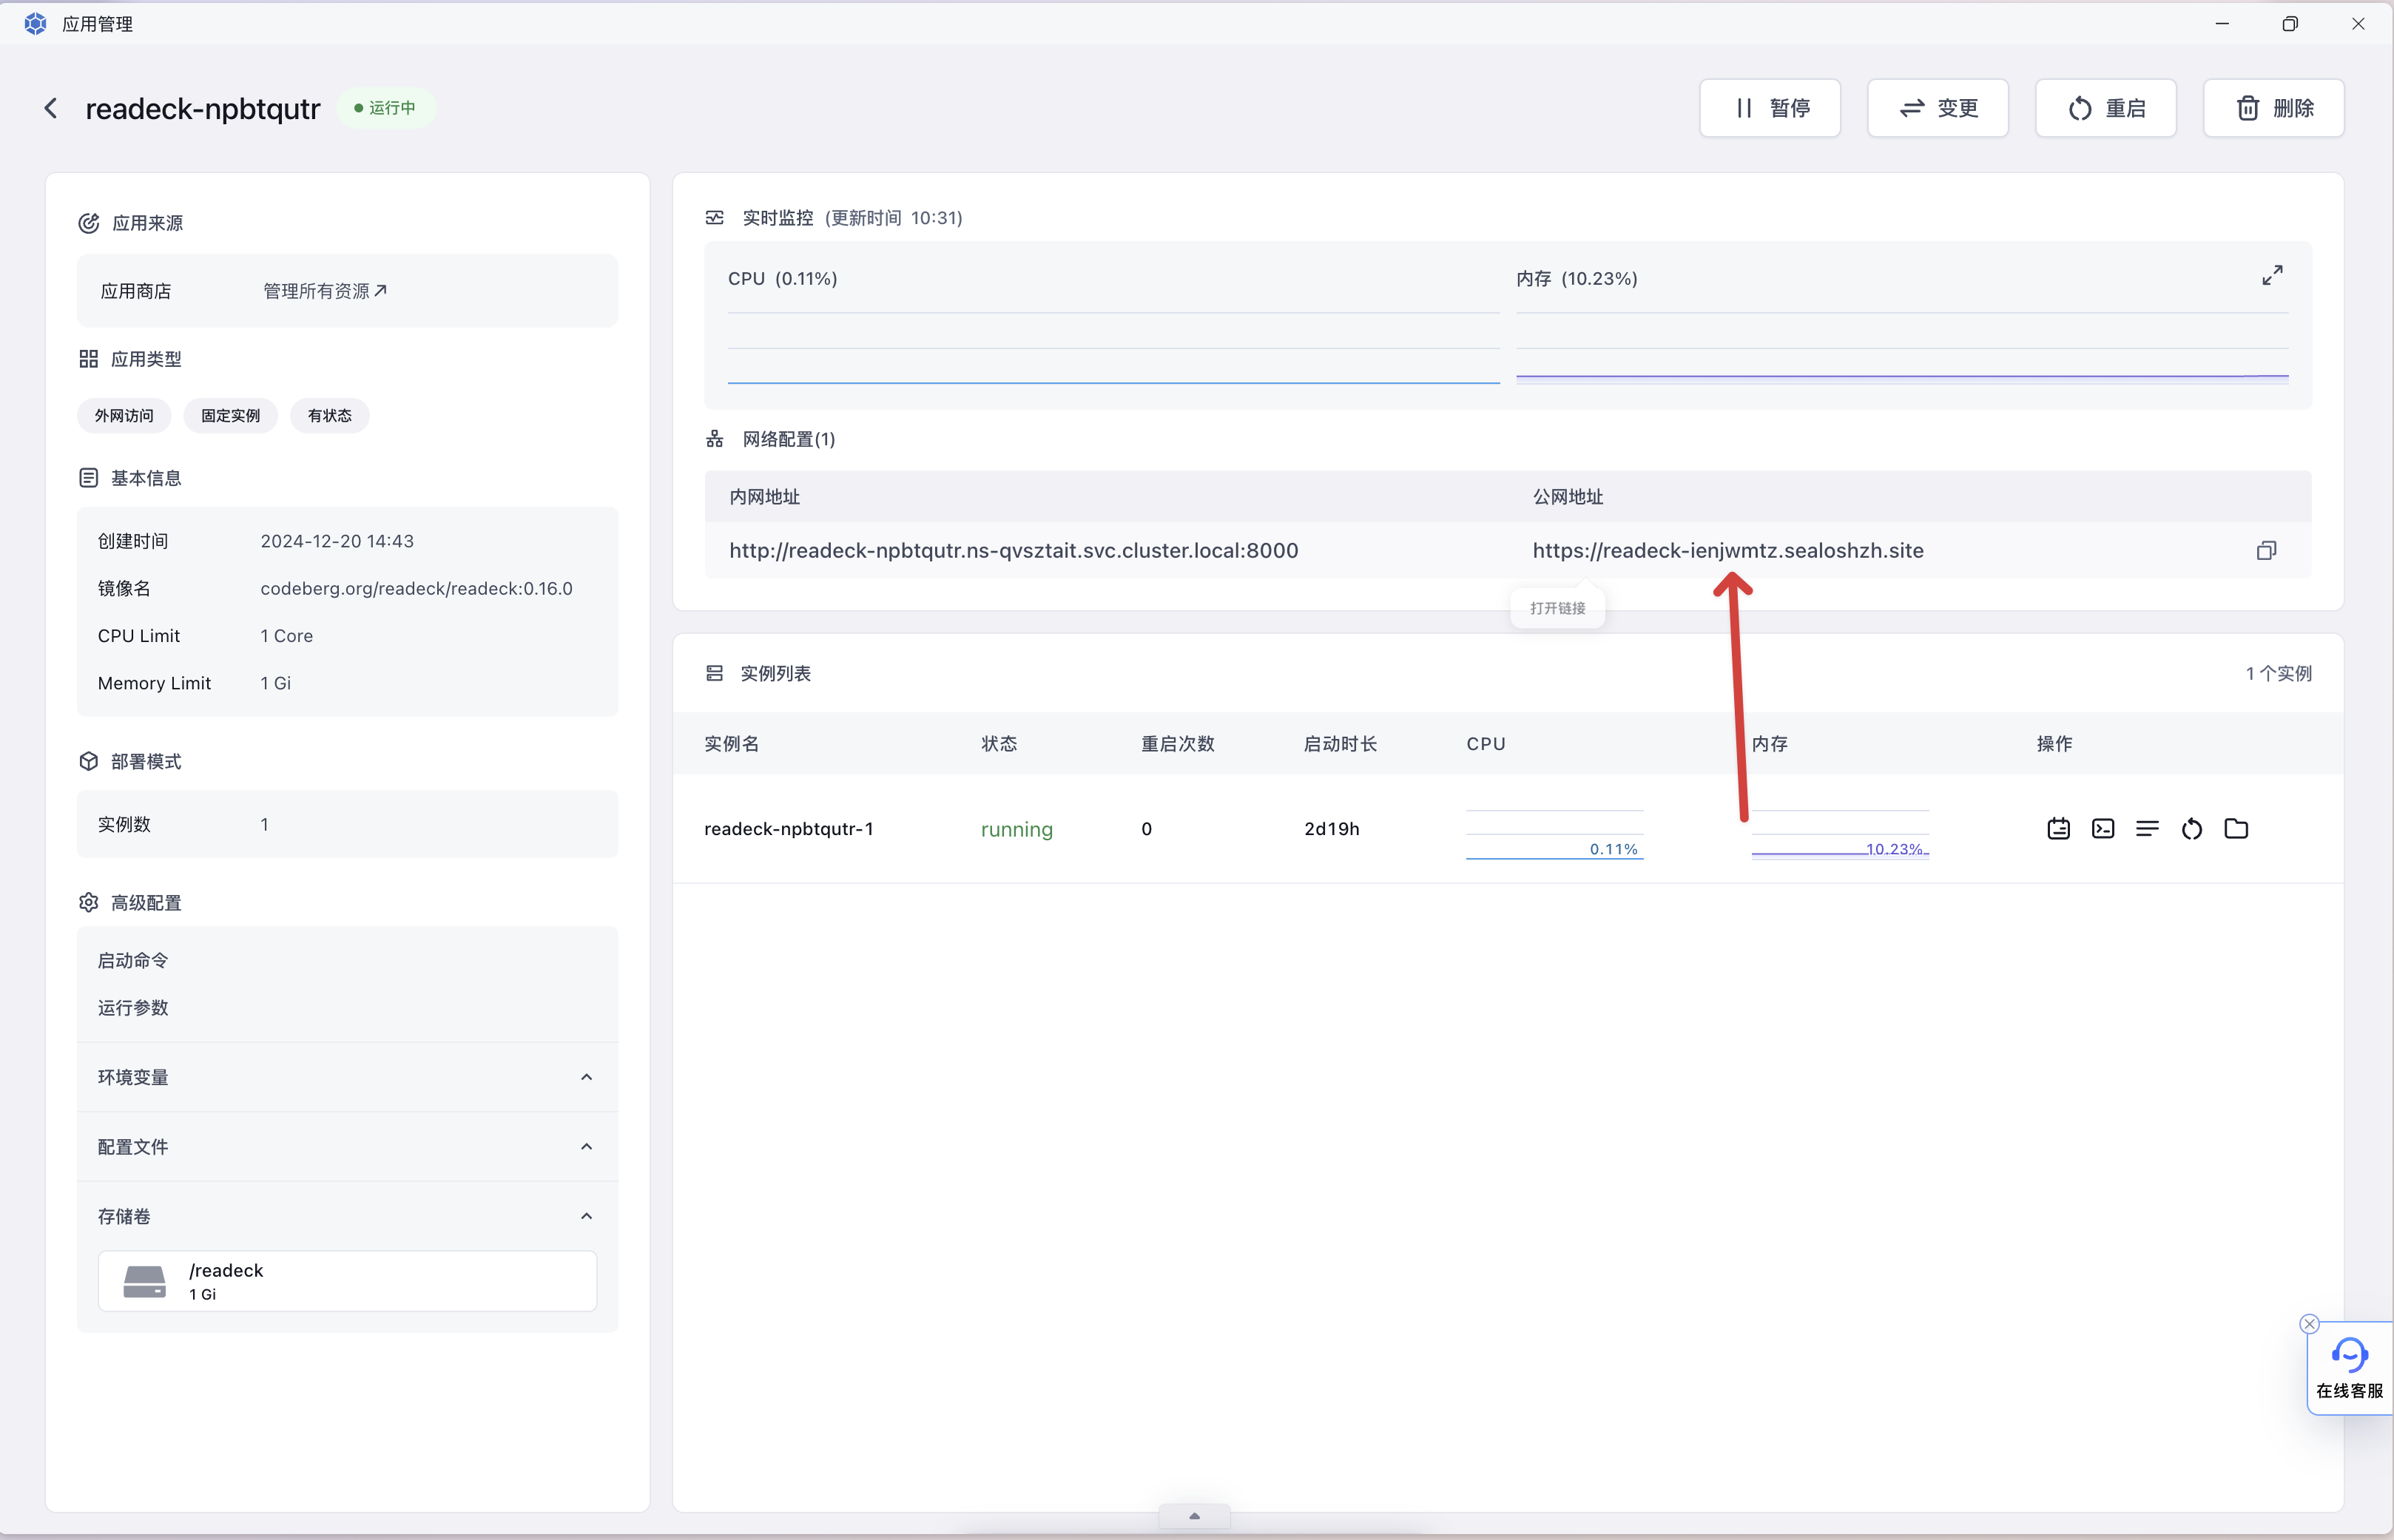 应用管理
readeck-npbtqutr
运行中
暂停
变更
重启
删除
应用来源
应用商店
管理所有资源
应用类型
外网访问
固定实例
有状态
基本信息
创建时间
2024-12-20 14:43
镜像名
codeberg.org/readeck/readeck:0.16.0
CPU Limit
1 Core
Memory Limit
1 Gi
部署模式
实例数
1
高级配置
启动命令
运行参数
环境变量
配置文件
存储卷
/readeck
1 Gi
实时监控 (更新时间 10:31)
CPU (0.11%)
内存 (10.23%)
网络配置(1)
内网地址
公网地址
http://readeck-npbtqutr.ns-qvsztait.svc.cluster.local:8000
https://readeck-ienjwmtz.sealoshzh.site
打开链接
实例列表
1 个实例
实例名
状态
重启次数
启动时长
CPU
内存
操作
readeck-npbtqutr-1
running
0
2d19h
0.11%
10.23%
在线客服